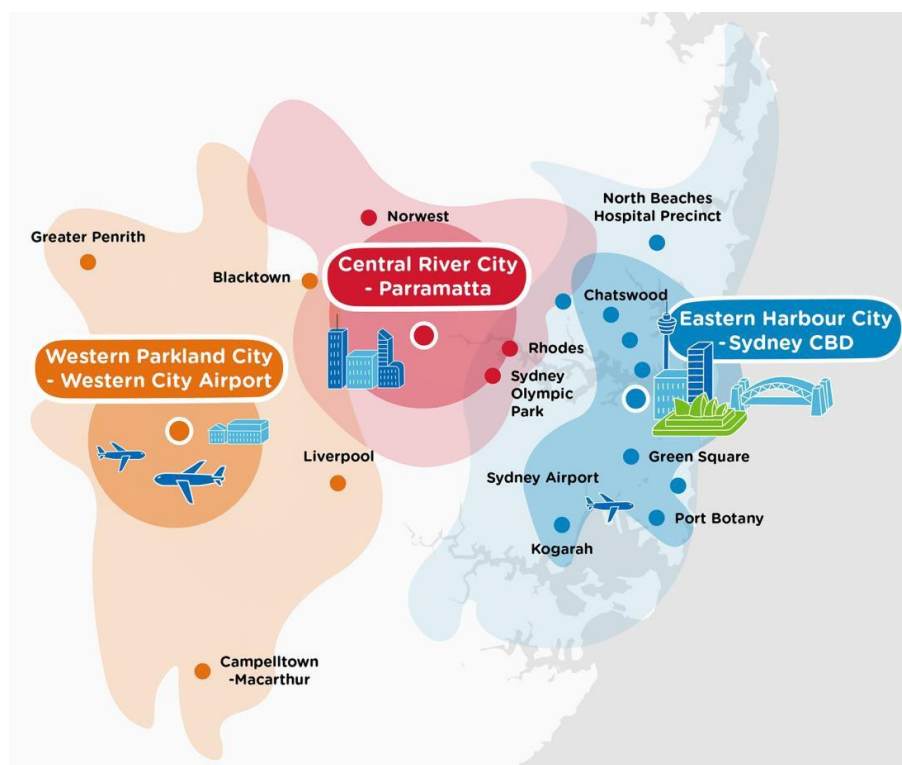 North Beaches
Hospital Precinct
Norwest
Greater Penrith
Central River City
- Parramatta
Blacktown
Chatswood
Eastern Harbour City
-Sydney CBD
Western Parkland City
- Western City Airport
Rhodes
Sydney
Olympic
Park
Liverpool
Green Square
Sydney Airport
Port Botany
Kogarah
Campelltown
-Macarthur